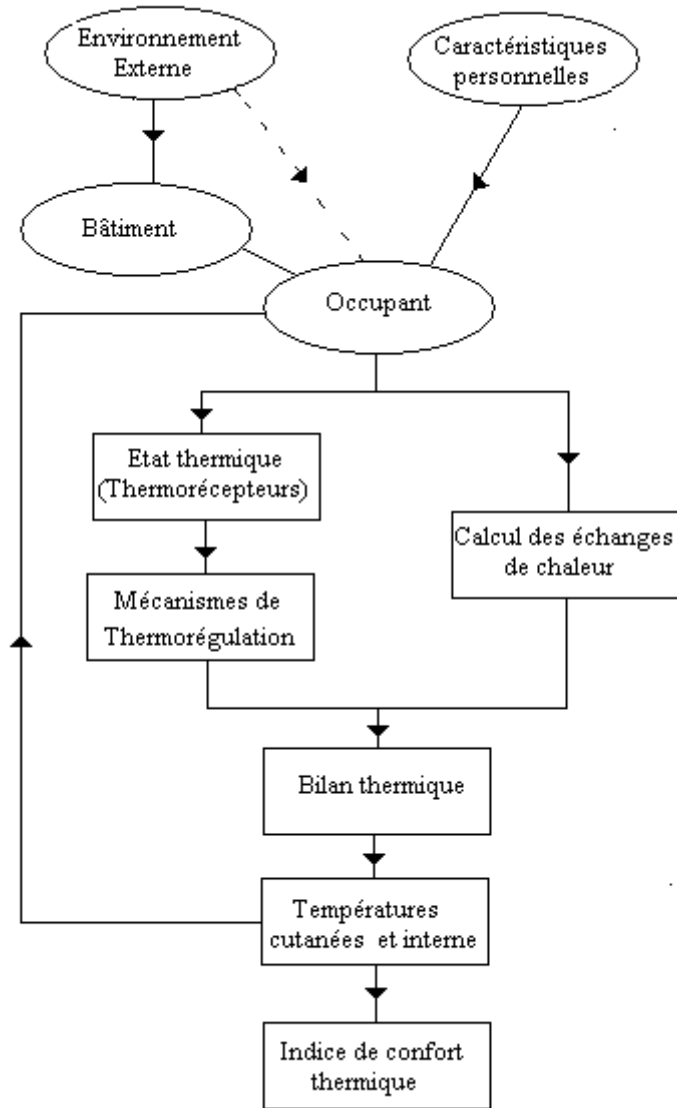 Environnement
Externe
Caractéristiques
personnelles
Bâtiment
Occupant
Etat thermique
(Thermorécepteurs)
Calcul des échanges
de chaleur
Mécanismes de
Thermorégulation
Bilan thermique
Températures
cutanées et interne
Indice de confort
thermique